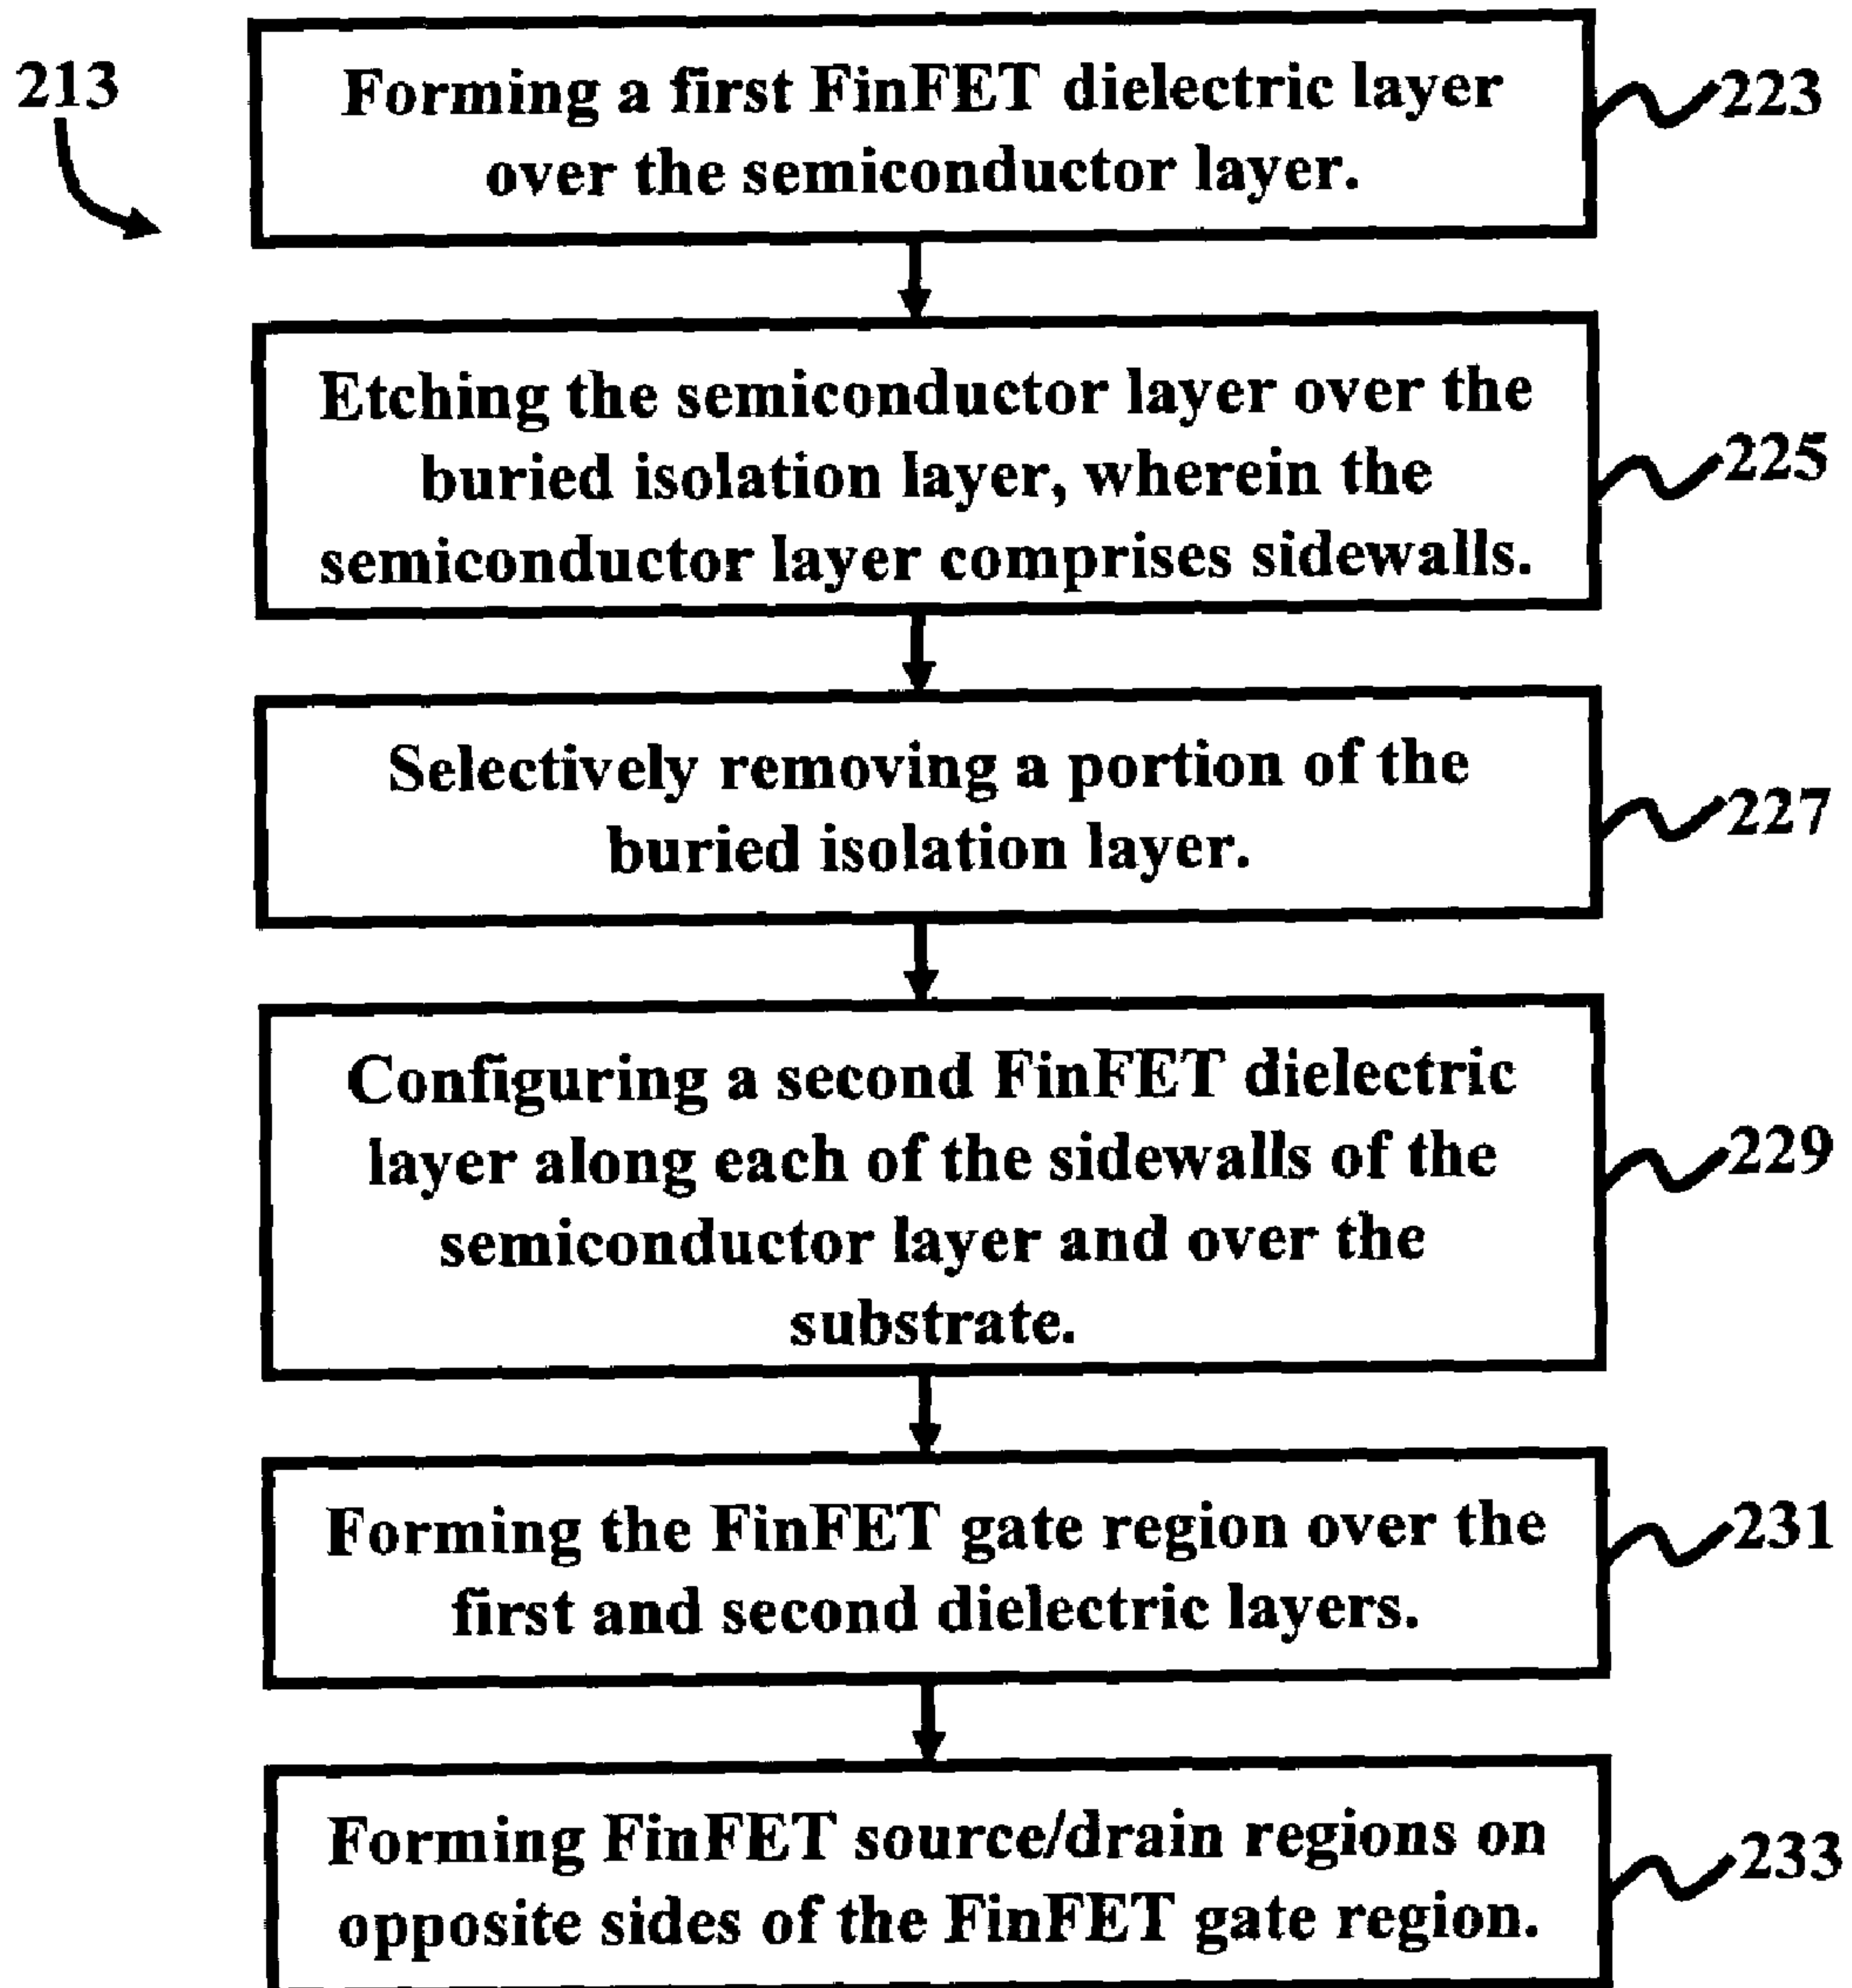 213
Forming a first FinFET dielectric layer
over the semiconductor layer.
223
Etching the semiconductor layer over the
buried isolation layer, wherein the
semiconductor layer comprises sidewalls.
225
Selectively removing a portion of the
buried isolation layer.
227
Configuring a second FinFET dielectric
layer along each of the sidewalls of the
semiconductor layer and over the
substrate.
229
Forming the FinFET gate region over the
first and second dielectric layers.
231
Forming FinFET source/drain regions on
opposite sides of the FinFET gate region.
233